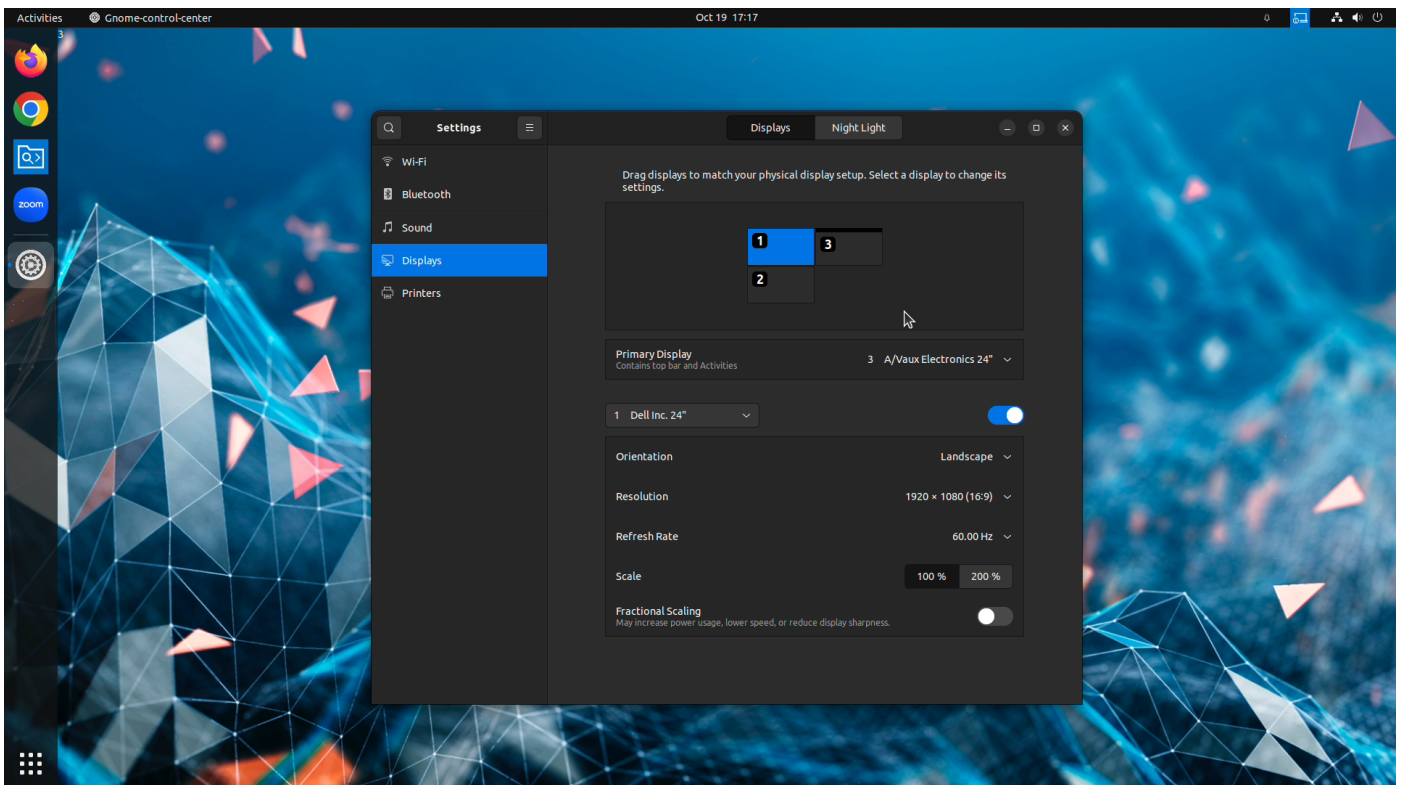 Activities Gnome-control-center Oct 19 17:17
3
zoom
Settings Displays Night Light
Wi-Fi
Bluetooth
Sound
Displays
Printers
Drag displays to match your physical display setup. Select a display to change its
settings.
1 3
2
Primary Display
Contains top bar and Activities
3 A/Vaux Electronics 24"
1 Dell Inc. 24"
Orientation Landscape
Resolution 1920 × 1080 (16:9)
Refresh Rate 60.00 Hz
Scale 100 % 200 %
Fractional Scaling
May increase power usage, lower speed, or reduce display sharpness.